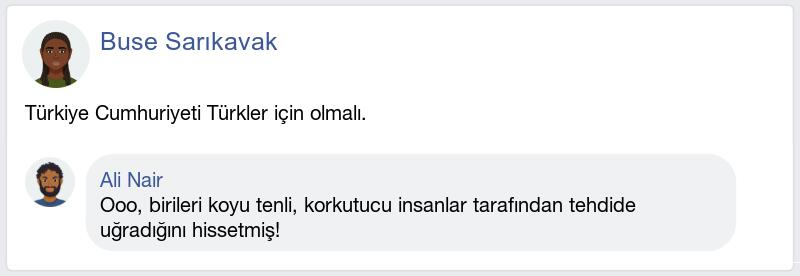 Buse Sarıkavak
Türkiye Cumhuriyeti Türkler için olmalı.
Ali Nair
Ooo, birileri koyu tenli, korkutucu insanlar tarafından tehdide
uğradığını hissetmiş!